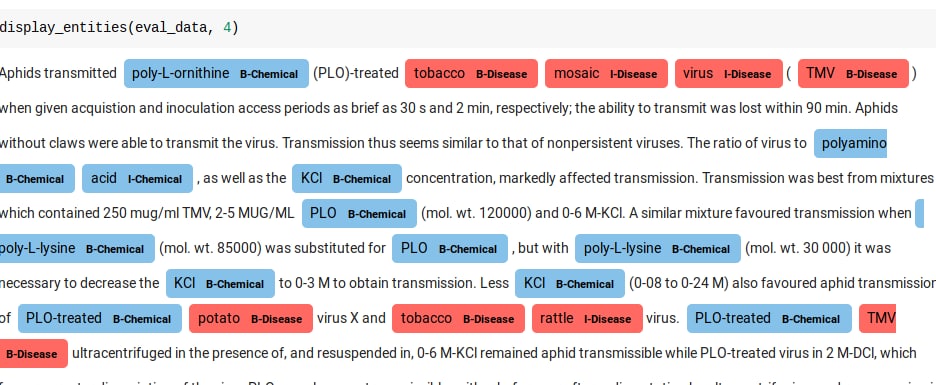 display_entities(eval_data, 4)
Aphids transmitted poly-L-ornithine B-Chemical (PLO)-treated tobacco B-Disease mosaic I-Disease virus I-Disease ( TMV B-Disease )
when given acquistion and inoculation access periods as brief as 30 s and 2 min, respectively; the ability to transmit was lost within 90 min. Aphids
without claws were able to transmit the virus. Transmission thus seems similar to that of nonpersistent viruses. The ratio of virus to polyamino
B-Chemical acid I-Chemical , as well as the KCl B-Chemical concentration, markedly affected transmission. Transmission was best from mixtures
which contained 250 mug/ml TMV, 2-5 MUG/ML PLO B-Chemical (mol. wt. 120000) and 0-6 M-KCl. A similar mixture favoured transmission when
poly-L-lysine B-Chemical (mol. wt. 85000) was substituted for PLO B-Chemical , but with poly-L-lysine B-Chemical (mol. wt. 30 000) it was
necessary to decrease the KCl B-Chemical to 0-3 M to obtain transmission. Less KCl B-Chemical (0-08 to 0-24 M) also favoured aphid transmission
of PLO-treated B-Chemical potato B-Disease virus X and tobacco B-Disease rattle I-Disease virus. PLO-treated B-Chemical TMV
B-Disease ultracentrifuged in the presence of, and resuspended in, 0-6 M-KCl remained aphid transmissible while PLO-treated virus in 2 M-DCl, which